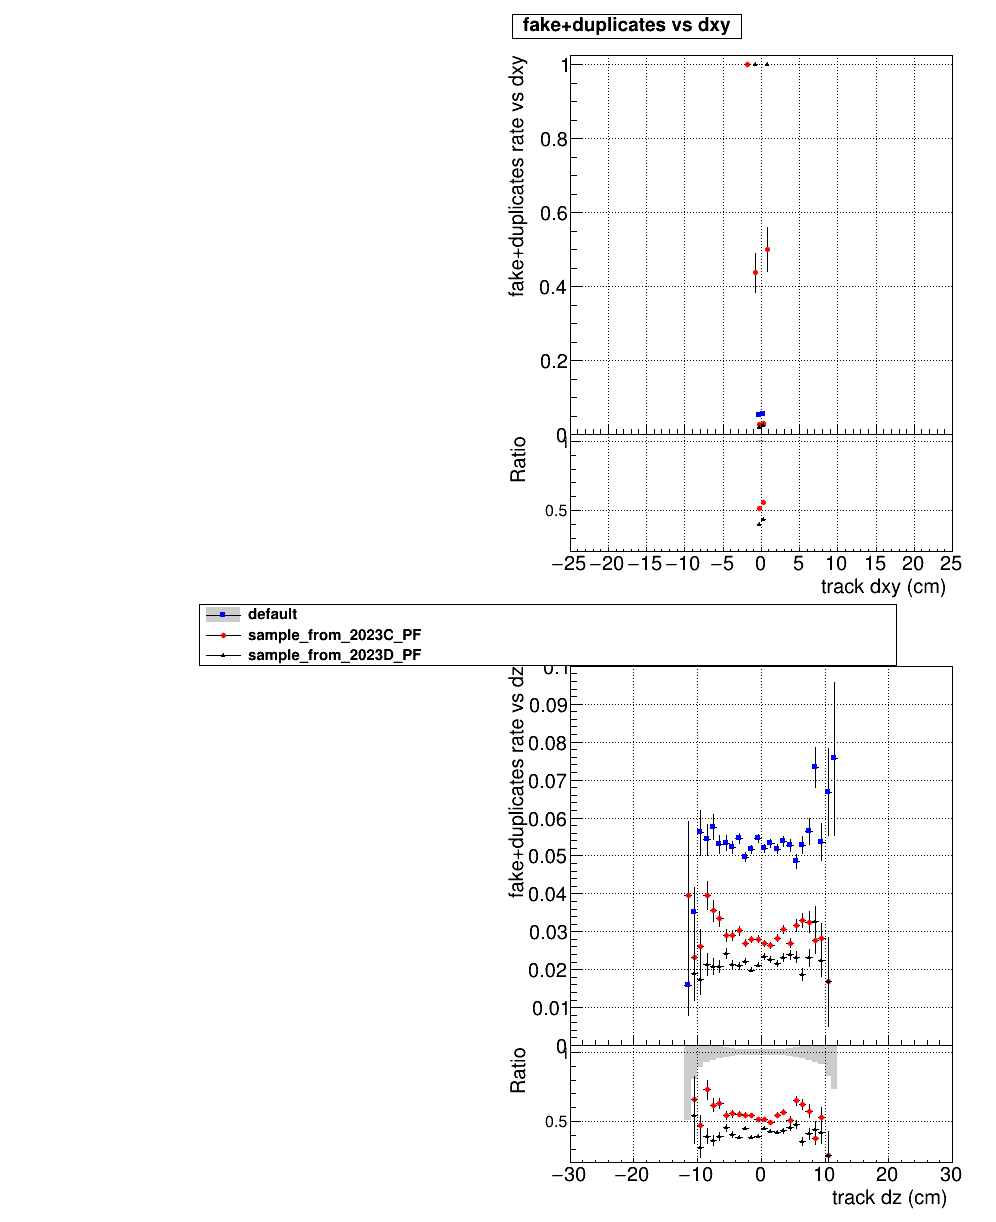 fake+duplicates vs dxy
fake+duplicates rate vs dxy
1
0.8
0.6
0.4
0.2
0
Ratio
1
0.5
−25 −20 −15 −10 −5 0 5 10 15 20 25
track dxy (cm)
default
sample_from_2023C_PF
sample_from_2023D_PF
fake+duplicates rate vs dz
0.1
0.09
0.08
0.07
0.06
0.05
0.04
0.03
0.02
0.01
0
Ratio
1
0.5
−30 −20 −10 0 10 20 30
track dz (cm)